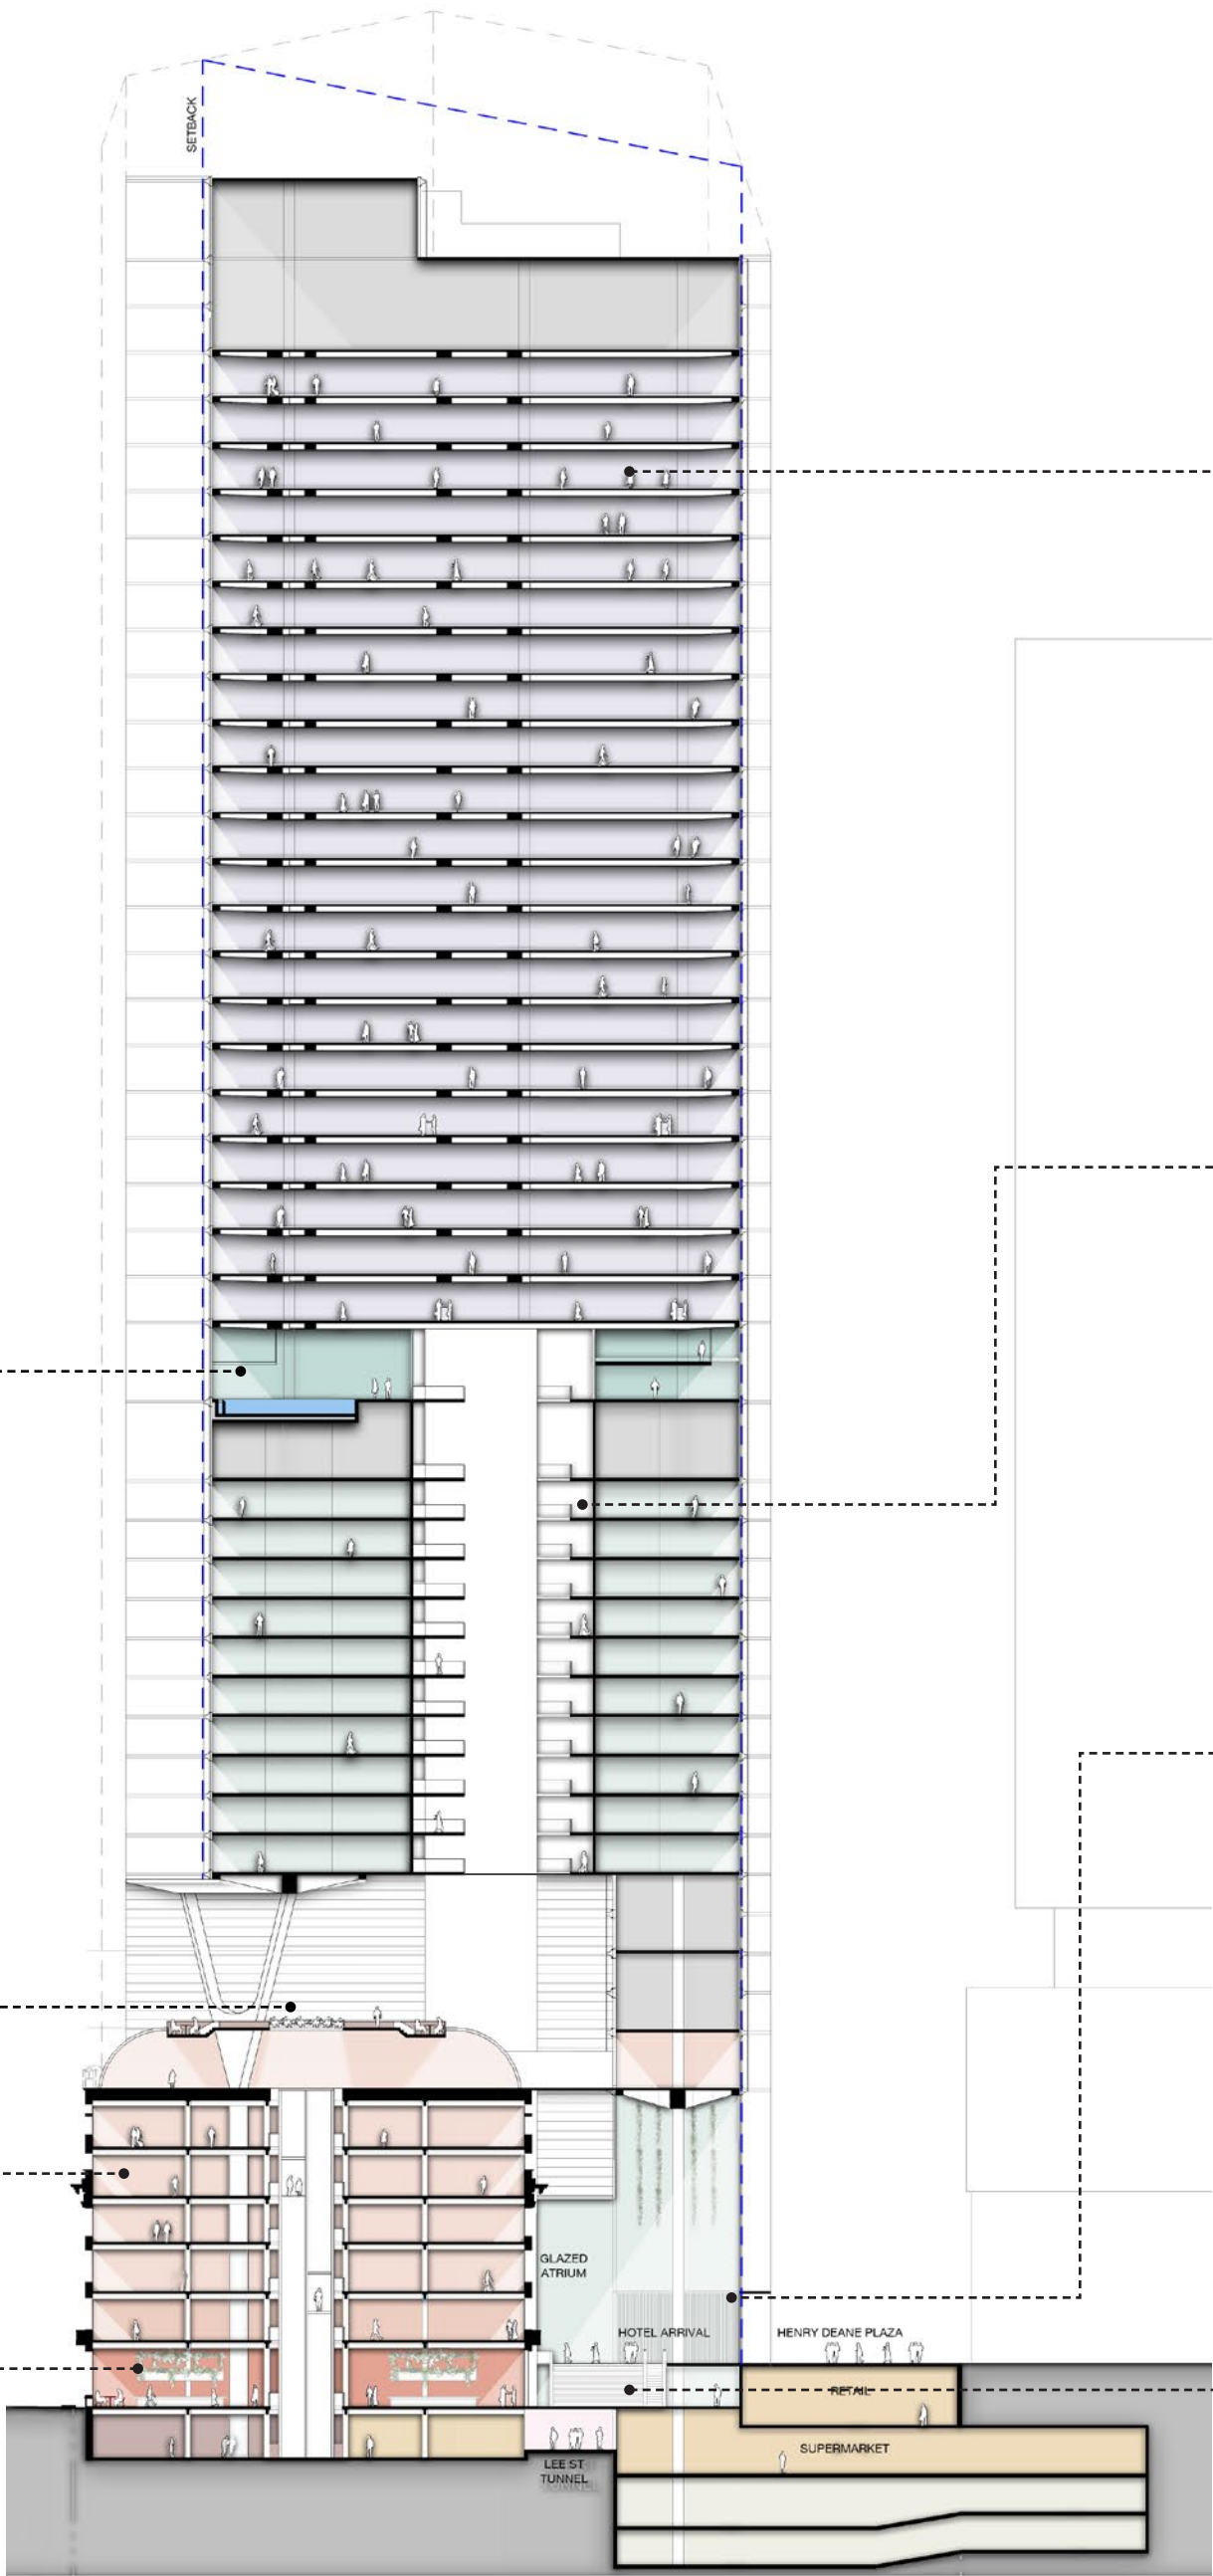 SETBACK
GLAZED
ATRIUM
HOTEL ARRIVAL
HENRY DEANE PLAZA
RETAIL
SUPERMARKET
LEE ST
TUNNEL